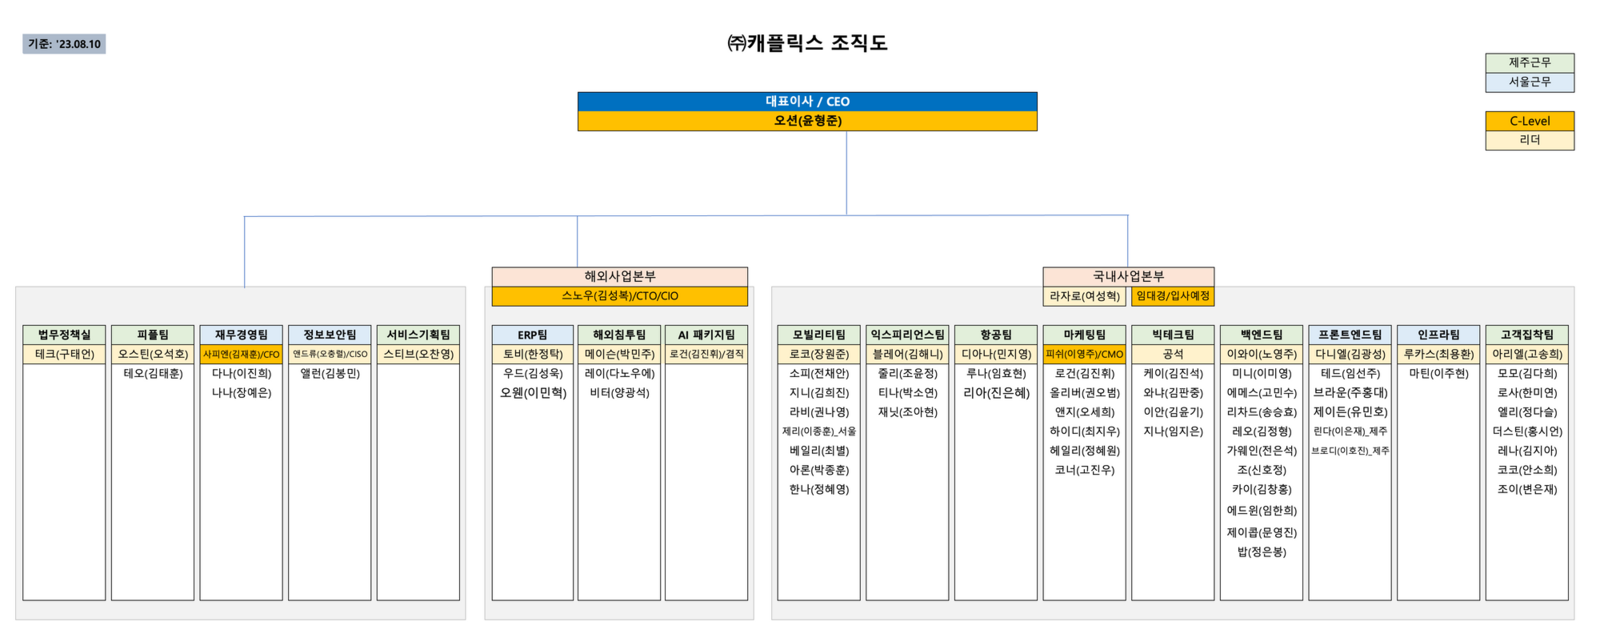 기준: '23.08.10
㈜캐플릭스 조직도
제주근무
서울근무
C-Level
리더
대표이사 / CEO
오션(윤형준)
해외사업본부
스노우(김성복)/CTO/CIO
국내사업본부
라자로(여성혁)
임대경/입사예정
법무정책실
테크(구태언)
피플팀
오스틴(오석호)
테오(김태훈)
재무경영팀
사피엔(김재훈)/CFO
다나(이진희)
나나(장예은)
정보보안팀
앤드류(오충렬)/CISO
앨런(김봉민)
서비스기획팀
스티브(오찬영)
ERP팀
토비(한정탁)
우드(김성욱)
오웬(이민혁)
해외침투팀
메이슨(박민주)
레이(다노우에)
비터(양광석)
AI 패키지팀
로건(김진휘)/겸직
모빌리티팀
로코(장원준)
소피(전채안)
지니(김희진)
라비(권나영)
제리(이종훈)_서울
베일리(최별)
아론(박종훈)
한나(정혜영)
익스피리언스팀
블레어(김해니)
줄리(조윤정)
티나(박소연)
재닛(조아현)
항공팀
디아나(민지영)
루나(임효현)
리아(진은혜)
마케팅팀
피쉬(이영주)/CMO
로건(김진휘)
올리버(권오범)
앤지(오세희)
하이디(최지우)
헤일리(정혜원)
코너(고진우)
빅테크팀
공석
케이(김진석)
와냐(김판중)
이안(김윤기)
지나(임지은)
백엔드팀
이와이(노영주)
미니(이미영)
에메스(고민수)
리차드(송승효)
레오(김정형)
가웨인(전은석)
조(신호정)
카이(김창홍)
에드윈(임한희)
제이콥(문영진)
밥(정은봉)
프론트엔드팀
다니엘(김광성)
테드(임선주)
브라운(주홍대)
제이든(유민호)
린다(이은재)_제주
브로디(이호진)_제주
인프라팀
루카스(최용환)
마틴(이주현)
고객집착팀
아리엘(고송희)
모모(김다희)
로사(한미연)
엘리(정다슬)
더스틴(홍시언)
레나(김지아)
코코(안소희)
조이(변은재)